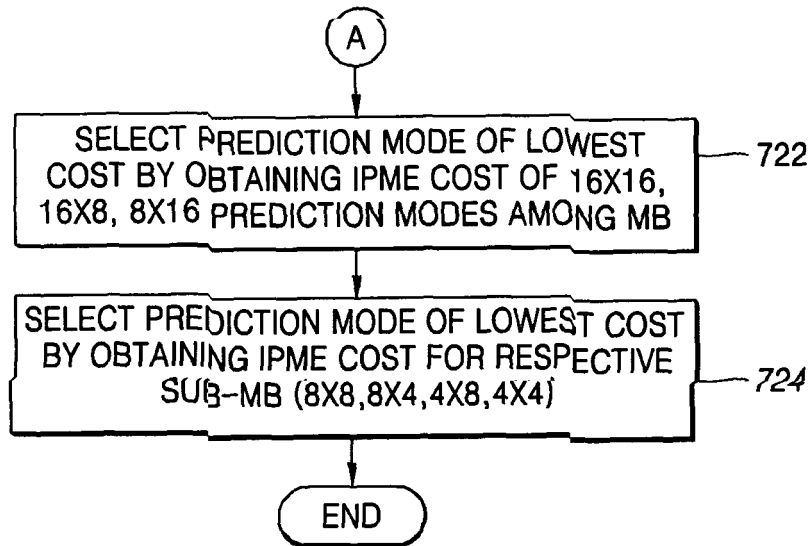 A
SELECT PREDICTION MODE OF LOWEST
COST BY OBTAINING IPME COST OF 16X16,
16X8, 8X16 PREDICTION MODES AMONG MB
722
SELECT PREDICTION MODE OF LOWEST COST
BY OBTAINING IPME COST FOR RESPECTIVE
SUB-MB (8X8,8X4,4X8,4X4)
724
END